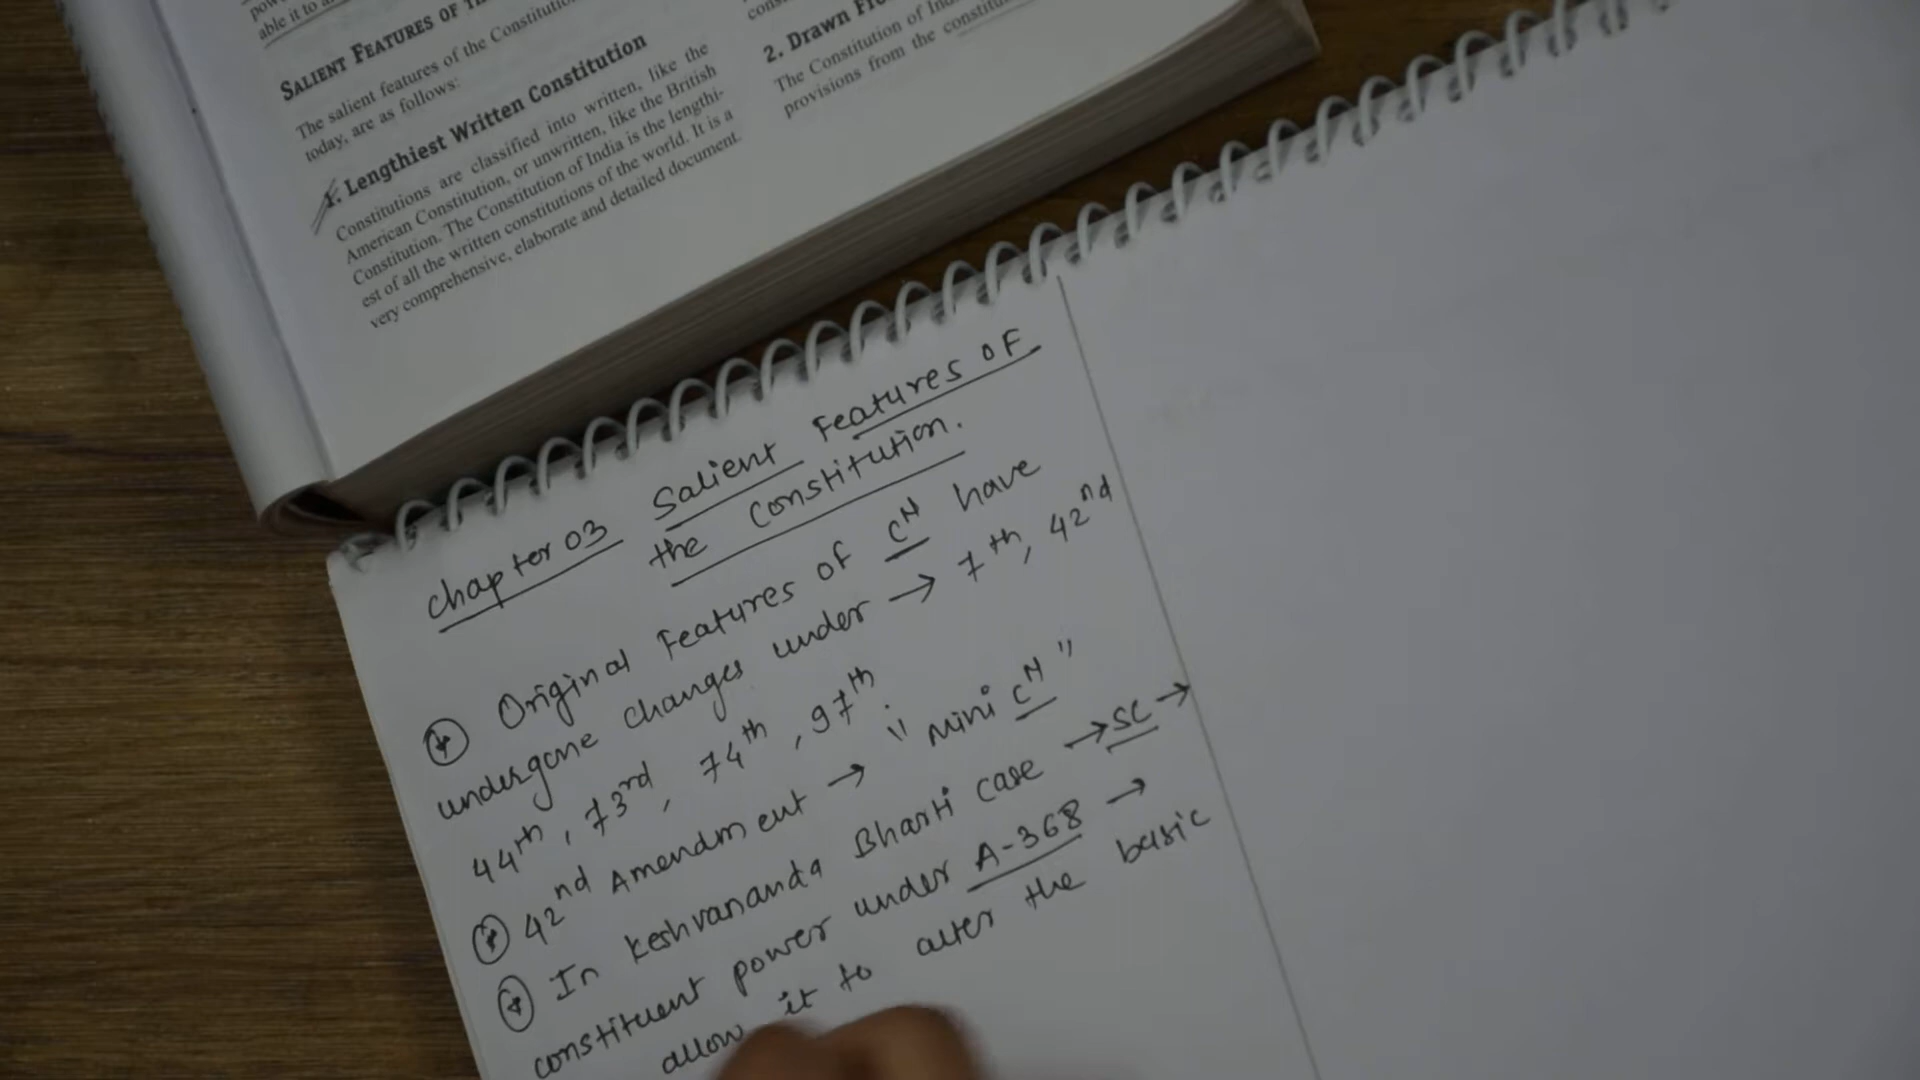 able it to
SALIENT FEATURES OF
The salient features of the Constitution
today, are as follows:
1. Lengthiest Written Constitution
Constitutions are classified into written, like the
American Constitution, or unwritten, like the British
Constitution. The Constitution of India is the lengthi-
est of all the written constitutions of the world. It is a
very comprehensive, elaborate and detailed document.
2. Drawn
The Constitution of
provisions from the
chapter 03 Salient Features OF
the Constitution.
Original Features of C^N have
undergone changes under → 7th, 42nd
44th, 73rd, 74th, 97th.
42nd Amendment → "Mini C^N"
In Keshvananda Bharti case → SC →
constituent power under A-368 →
allow it to alter the basic